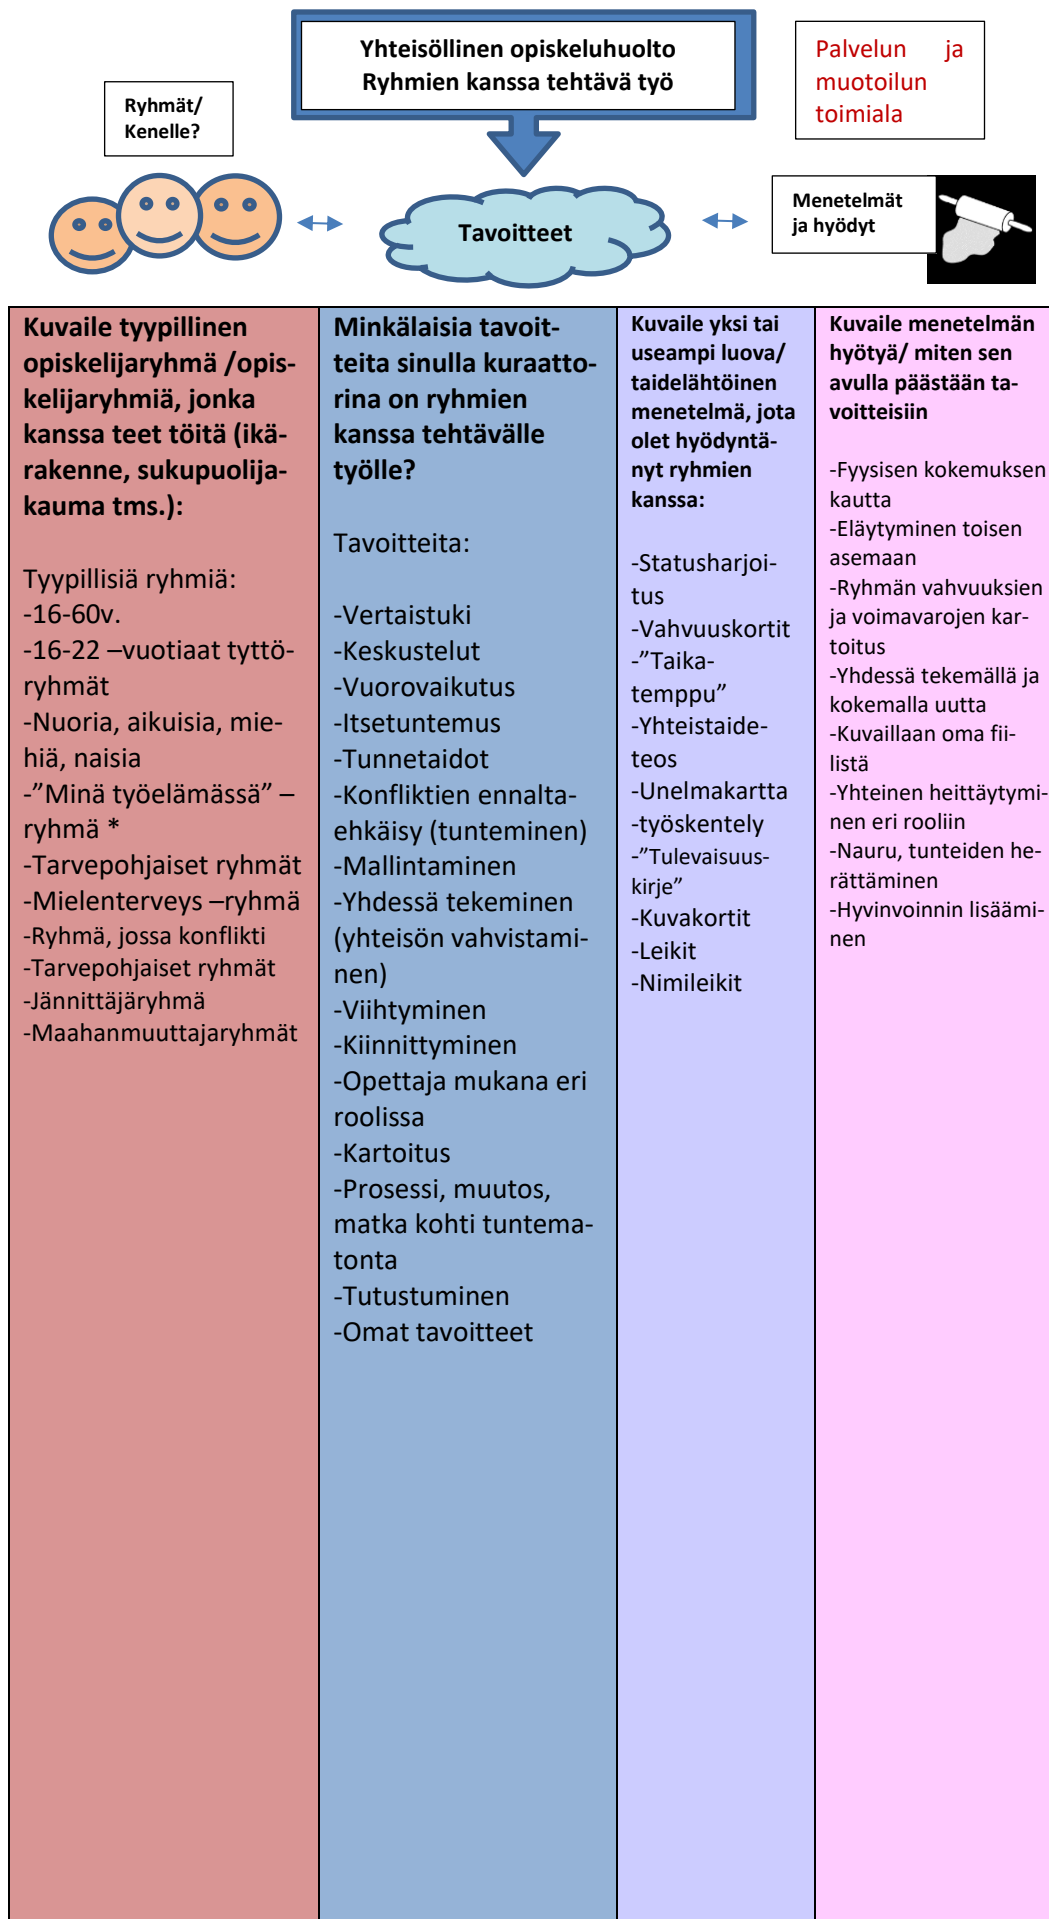 Yhteisöllinen opiskeluhuolto
Ryhmien kanssa tehtävä työ
Palvelun ja
muotoilun
toimiala
Ryhmät/
Kenelle?
Tavoitteet
Menetelmät
ja hyödyt
Kuvaile tyypillinen
opiskelijaryhmä /opis-
kelijaryhmiä, jonka
kanssa teet töitä (ikä-
rakenne, sukupuolija-
kauma tms.):
Tyypillisiä ryhmiä:
-16-60v.
-16-22 –vuotiaat tyttö-
ryhmät
-Nuoria, aikuisia, mie-
hiä, naisia
-”Minä työelämässä” –
ryhmä *
-Tarvepohjaiset ryhmät
-Mielenterveys –ryhmä
-Ryhmä, jossa konflikti
-Tarvepohjaiset ryhmät
-Jännittäjäryhmä
-Maahanmuuttajaryhmät
Minkälaisia tavoit-
teita sinulla kuraatto-
rina on ryhmien
kanssa tehtävälle
työlle?
Tavoitteita:
-Vertaistuki
-Keskustelut
-Vuorovaikutus
-Itsetuntemus
-Tunnetaidot
-Konfliktien ennalta-
ehkäisy (tunteminen)
-Mallintaminen
-Yhdessä tekeminen
(yhteisön vahvistami-
nen)
-Viihtyminen
-Kiinnittyminen
-Opettaja mukana eri
roolissa
-Kartoitus
-Prosessi, muutos,
matka kohti tuntema-
tonta
-Tutustuminen
-Omat tavoitteet
Kuvaile yksi tai
useampi luova/
taidelähtöinen
menetelmä, jota
olet hyödyntä-
nyt ryhmien
kanssa:
-Statusharjoi-
tus
-Vahvuuskortit
-”Taika-
temppu”
-Yhteistaide-
teos
-Unelmakartta
-työskentely
-”Tulevaisuus-
kirje”
-Kuvakortit
-Leikit
-Nimileikit
Kuvaile menetelmän
hyötyä/ miten sen
avulla päästään ta-
voitteisiin
-Fyysisen kokemuksen
kautta
-Eläytyminen toisen
asemaan
-Ryhmän vahvuuksien
ja voimavarojen kar-
toitus
-Yhdessä tekemällä ja
kokemalla uutta
-Kuvaillaan oma fii-
listä
-Yhteinen heittäytymi-
nen eri rooliin
-Nauru, tunteiden he-
rättäminen
-Hyvinvoinnin lisäämi-
nen